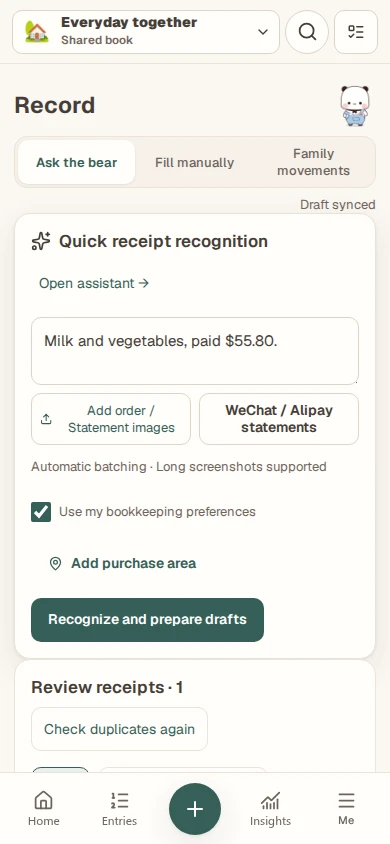 Everyday together
Shared book
Record
Ask the bear
Fill manually
Family
movements
Draft synced
Quick receipt recognition
Open assistant →
Milk and vegetables, paid $55.80.
Add order /
Statement images
WeChat / Alipay
statements
Automatic batching · Long screenshots supported
Use my bookkeeping preferences
Add purchase area
Recognize and prepare drafts
Review receipts · 1
Check duplicates again
Home
Entries
Insights
Me